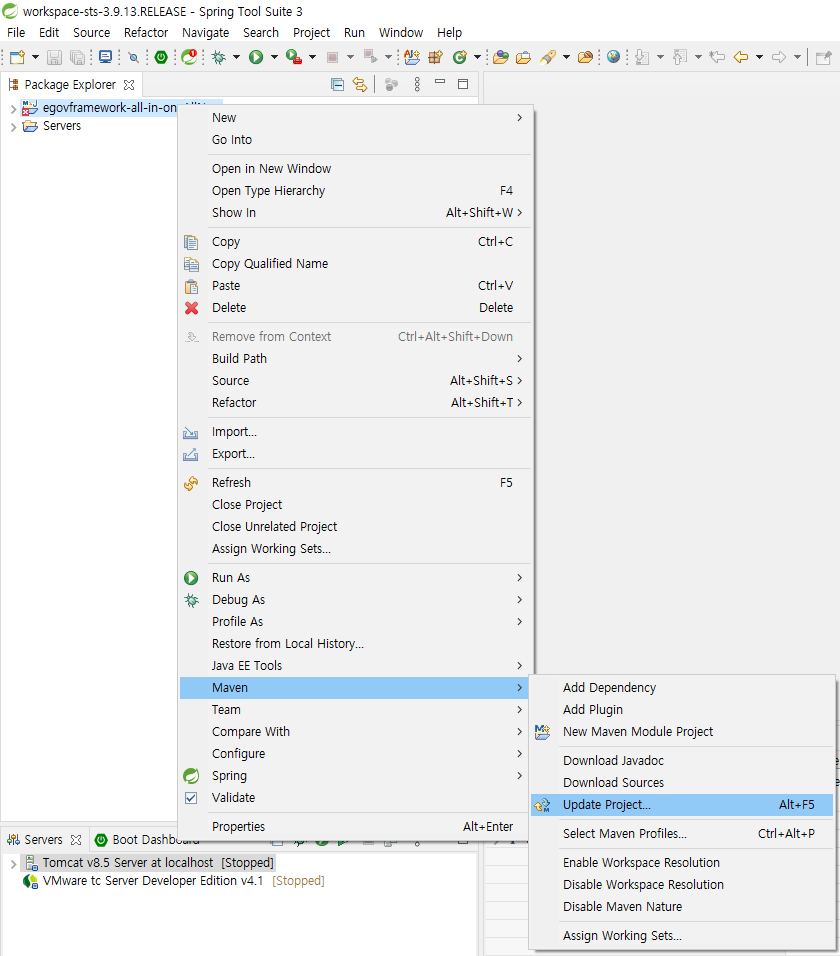 workspace-sts-3.9.13.RELEASE - Spring Tool Suite 3
File Edit Source Refactor Navigate Search Project Run Window Help
Package Explorer
egovframework-all-in-on
Servers
New
Go Into
Open in New Window
Open Type Hierarchy F4
Show In Alt+Shift+W
Copy Ctrl+C
Copy Qualified Name
Paste Ctrl+V
Delete Delete
Remove from Context Ctrl+Alt+Shift+Down
Build Path
Source Alt+Shift+S
Refactor Alt+Shift+T
Import...
Export...
Refresh F5
Close Project
Close Unrelated Project
Assign Working Sets...
Run As
Debug As
Profile As
Restore from Local History...
Java EE Tools
Maven
Team
Compare With
Configure
Spring
Validate
Properties Alt+Enter
Add Dependency
Add Plugin
New Maven Module Project
Download Javadoc
Download Sources
Update Project... Alt+F5
Select Maven Profiles... Ctrl+Alt+P
Enable Workspace Resolution
Disable Workspace Resolution
Disable Maven Nature
Assign Working Sets...
Servers Boot Dashboard
Tomcat v8.5 Server at localhost [Stopped]
VMware tc Server Developer Edition v4.1 [Stopped]